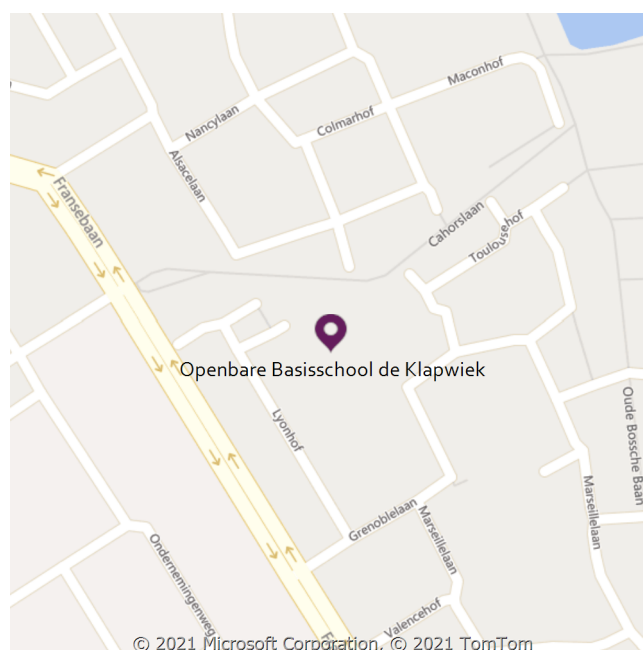 Maconhof
Nancylaan
Colmarhof
Alsacelaan
Fransebaan
Cahorslaan
Toulousehof
Openbare Basisschool de Klapwiek
Oude Bossche Baan
Lyonhof
Grenoblelaan
Marseillelaan
Marseillelaan
Ondernemingenweg
Valencehof
© 2021 Microsoft Corporation, © 2021 TomTom